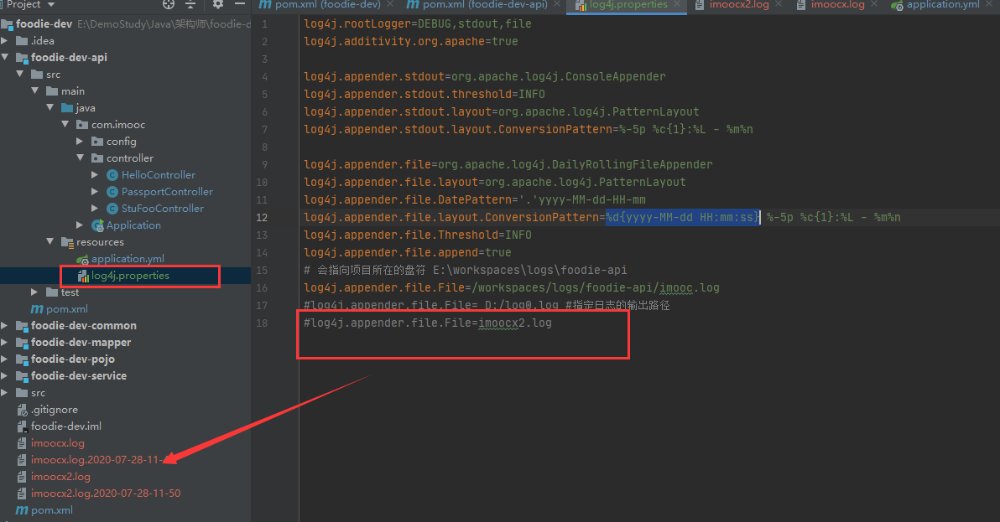 Project
foodie-dev E:\DemoStudy\Java\架构师\foodie-d
.idea
foodie-dev-api
src
main
java
com.imooc
config
controller
HelloController
PassportController
StuFooController
Application
resources
application.yml
log4j.properties
test
pom.xml
foodie-dev-common
foodie-dev-mapper
foodie-dev-pojo
foodie-dev-service
src
.gitignore
foodie-dev.iml
imoocx.log
imoocx.log.2020-07-28-11-
imoocx2.log
imoocx2.log.2020-07-28-11-50
pom.xml
pom.xml (foodie-dev) pom.xml (foodie-dev-api) log4j.properties imoocx2.log imoocx.log application.yml
1 log4j.rootLogger=DEBUG,stdout,file
2 log4j.additivity.org.apache=true
3
4 log4j.appender.stdout=org.apache.log4j.ConsoleAppender
5 log4j.appender.stdout.threshold=INFO
6 log4j.appender.stdout.layout=org.apache.log4j.PatternLayout
7 log4j.appender.stdout.layout.ConversionPattern=%-5p %c{1}:%L - %m%n
8
9 log4j.appender.file=org.apache.log4j.DailyRollingFileAppender
10 log4j.appender.file.layout=org.apache.log4j.PatternLayout
11 log4j.appender.file.DatePattern='.'yyyy-MM-dd-HH-mm
12 log4j.appender.file.layout.ConversionPattern=%d{yyyy-MM-dd HH:mm:ss} %-5p %c{1}:%L - %m%n
13 log4j.appender.file.Threshold=INFO
14 log4j.appender.file.append=true
15 # 会指向项目所在的盘符 E:\workspaces\logs\foodie-api
16 log4j.appender.file.File=/workspaces/logs/foodie-api/imooc.log
17 #log4j.appender.file.File= D:/log0.log #指定日志的输出路径
18 #log4j.appender.file.File=imoocx2.log